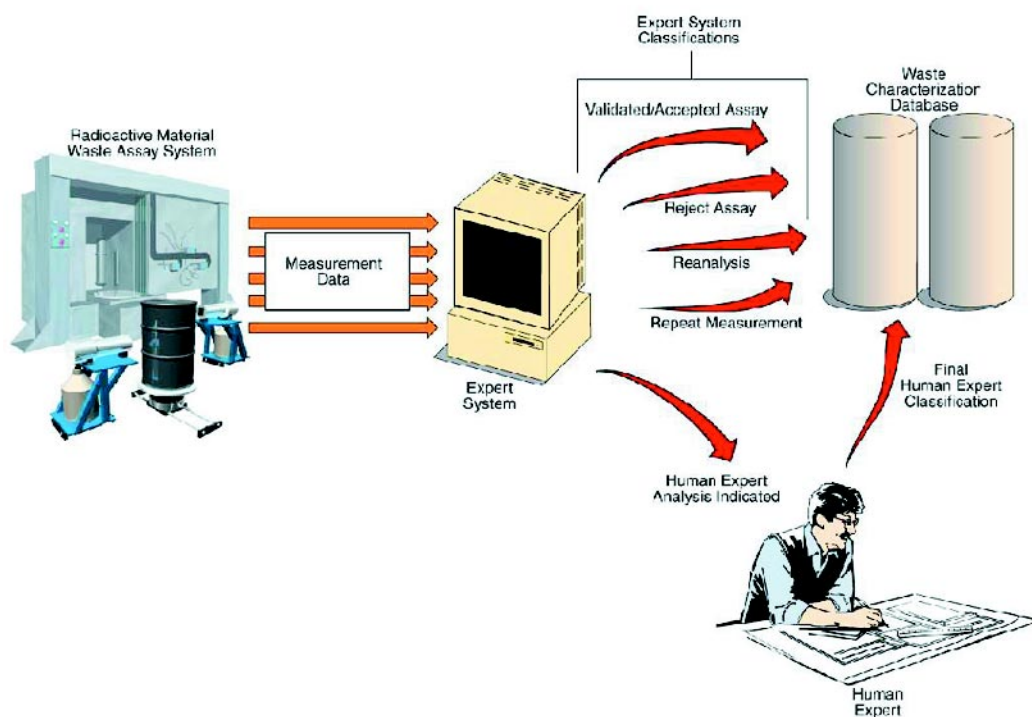 Expert System
Classifications
Waste
Characterization
Database
Validated/Accepted Assay
Radioactive Material
Waste Assay System
Reject Assay
Measurement
Data
Reanalysis
Repeat Measurement
Expert
System
Final
Human Expert
Classification
Human Expert
Analysis Indicated
Human
Expert